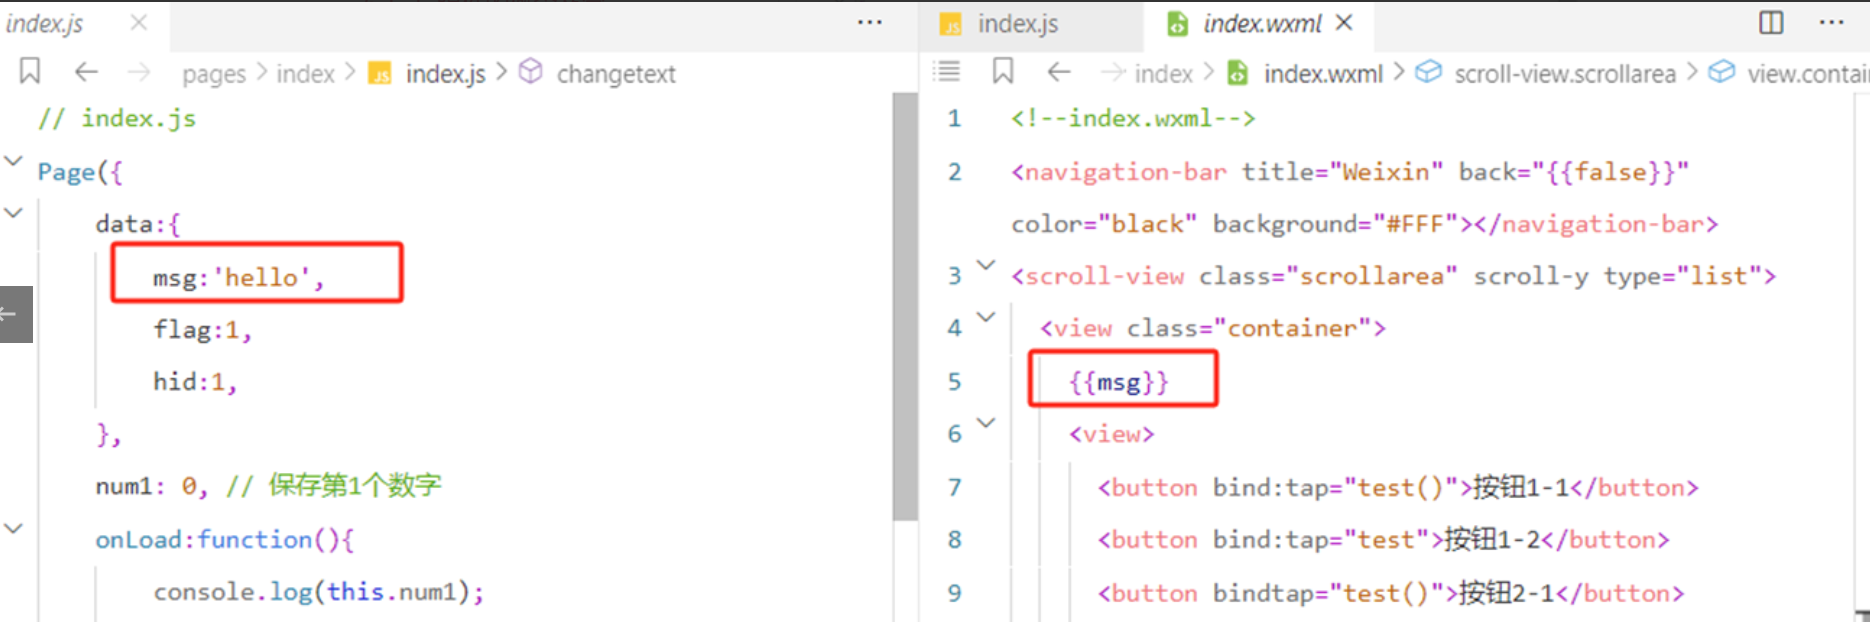 index.js
pages > index > JS index.js > changetext
// index.js
Page({
data:{
msg:'hello',
flag:1,
hid:1,
},
num1: 0, // 保存第1个数字
onLoad:function(){
console.log(this.num1);
JS index.js
index.wxml
index > index.wxml > scroll-view.scrollarea > view.contai
1 <!--index.wxml-->
2 <navigation-bar title="Weixin" back="{{false}}"
color="black" background="#FFF"></navigation-bar>
3 <scroll-view class="scrollarea" scroll-y type="list">
4 <view class="container">
5 {{msg}}
6 <view>
7 <button bind:tap="test()">按钮1-1</button>
8 <button bind:tap="test">按钮1-2</button>
9 <button bindtap="test()">按钮2-1</button>